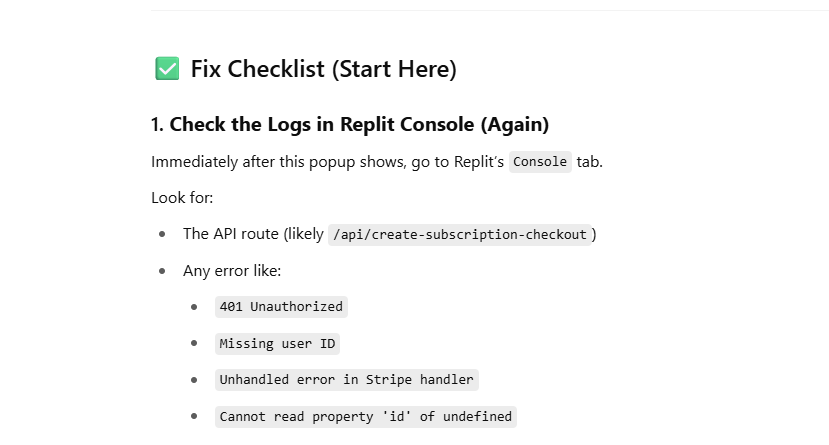 ✅ Fix Checklist (Start Here)
1. Check the Logs in Replit Console (Again)
Immediately after this popup shows, go to Replit’s Console tab.
Look for:
• The API route (likely /api/create-subscription-checkout)
• Any error like:
• 401 Unauthorized
• Missing user ID
• Unhandled error in Stripe handler
• Cannot read property 'id' of undefined